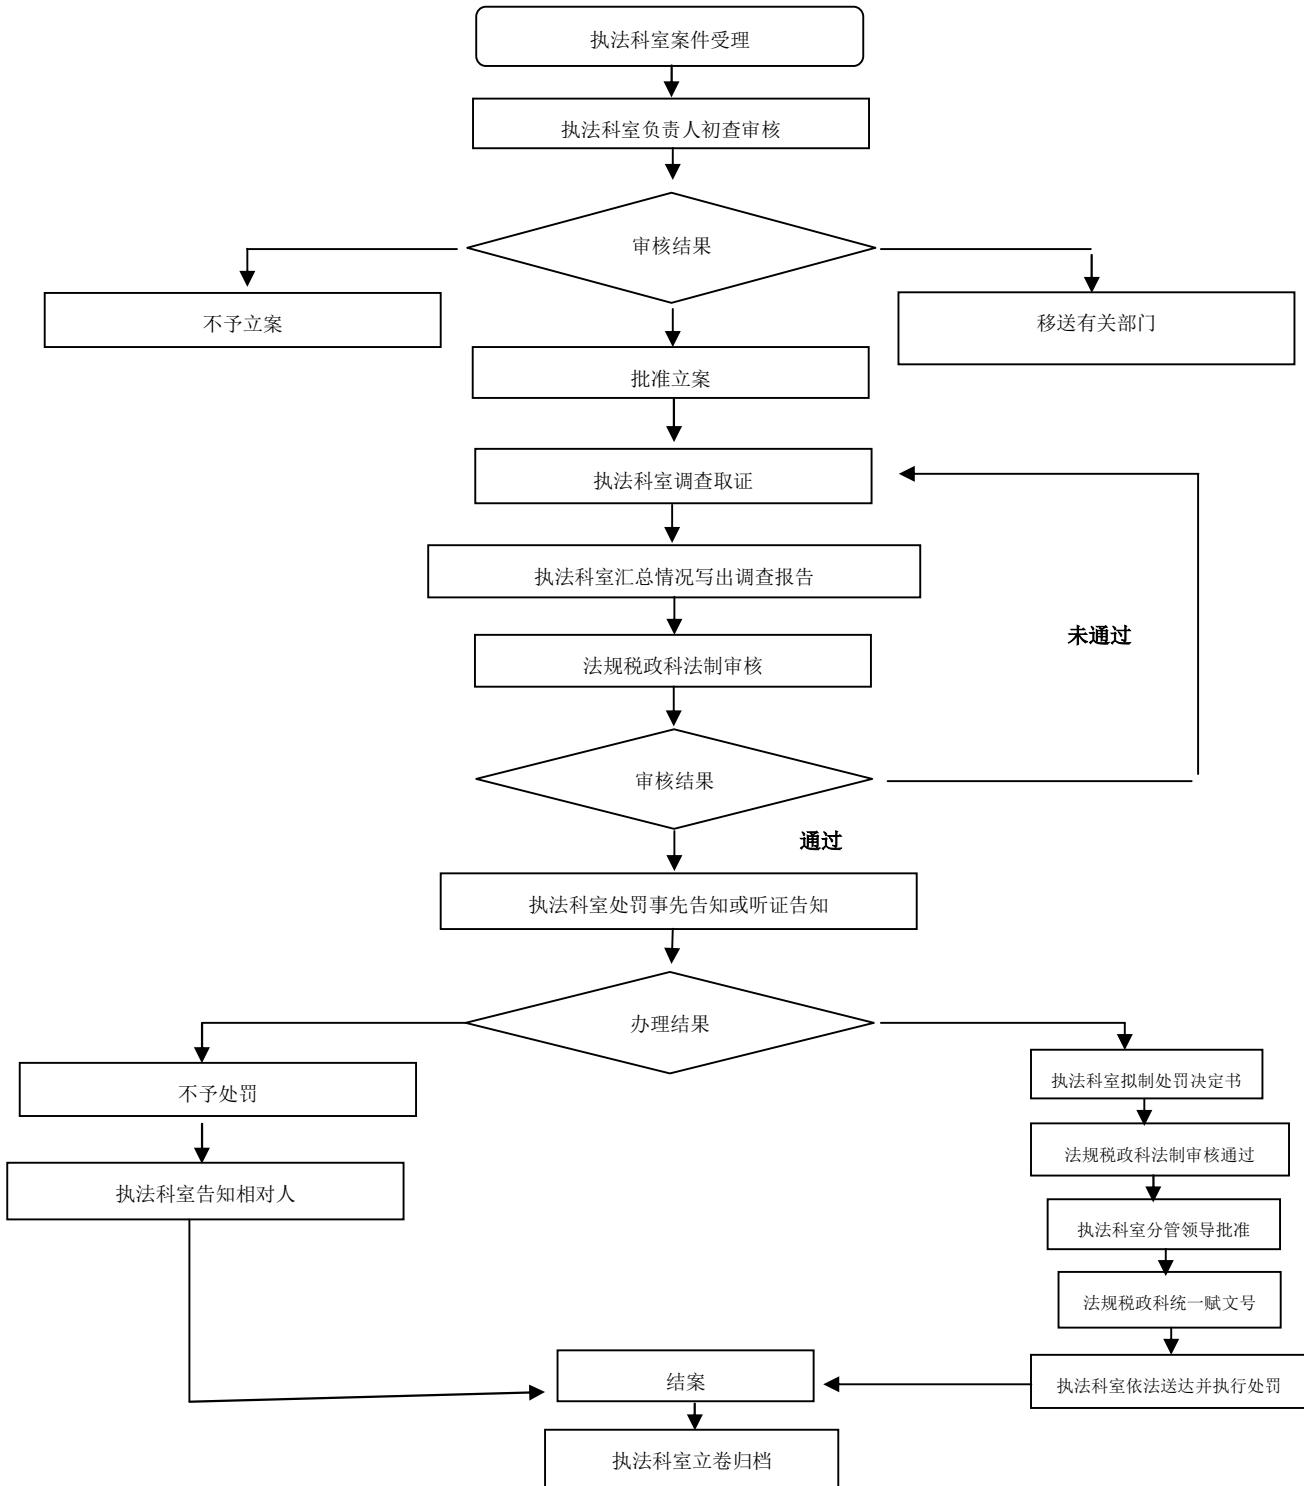 执法科室案件受理
执法科室负责人初查审核
审核结果
不予立案
移送有关部门
批准立案
执法科室调查取证
执法科室汇总情况写出调查报告
未通过
法规税政科法制审核
审核结果
通过
执法科室处罚事先告知或听证告知
办理结果
不予处罚
执法科室拟制处罚决定书
法规税政科法制审核通过
执法科室告知相对人
执法科室分管领导批准
法规税政科统一赋文号
结案
执法科室依法送达并执行处罚
执法科室立卷归档